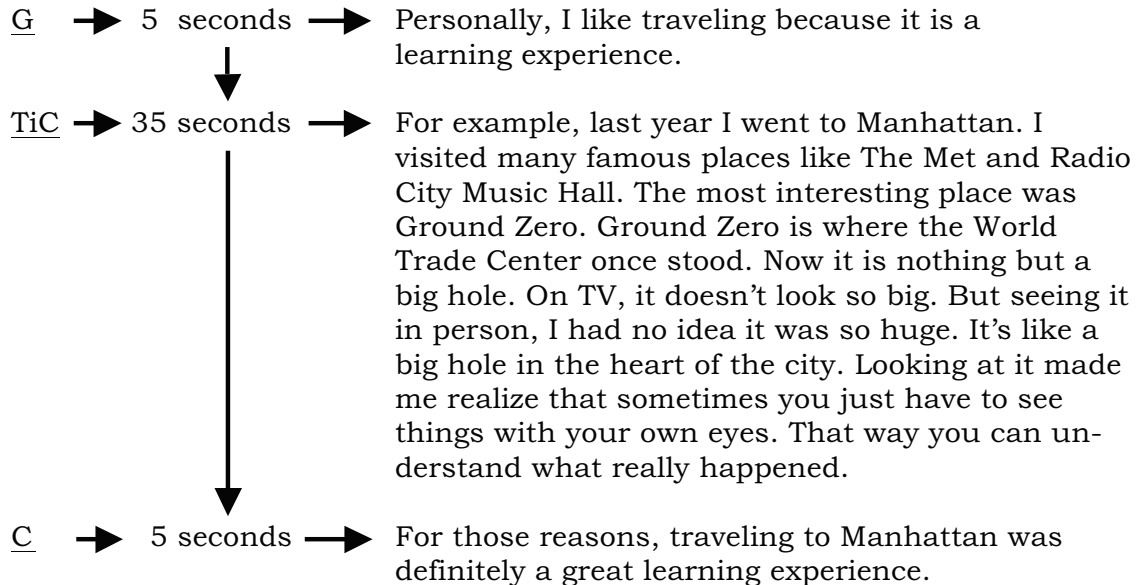 G 5 seconds Personally, I like traveling because it is a
learning experience.
TiC 35 seconds For example, last year I went to Manhattan. I
visited many famous places like The Met and Radio
City Music Hall. The most interesting place was
Ground Zero. Ground Zero is where the World
Trade Center once stood. Now it is nothing but a
big hole. On TV, it doesn’t look so big. But seeing it
in person, I had no idea it was so huge. It’s like a
big hole in the heart of the city. Looking at it made
me realize that sometimes you just have to see
things with your own eyes. That way you can un-
derstand what really happened.
C 5 seconds For those reasons, traveling to Manhattan was
definitely a great learning experience.